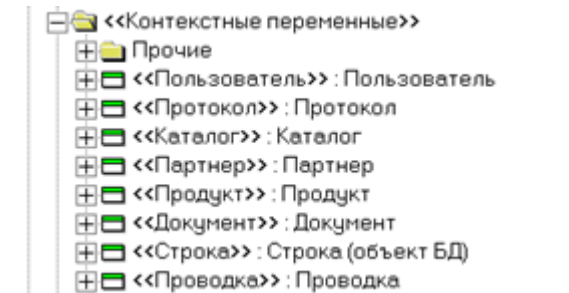 <<Контекстные переменные>>
Прочие
<<Пользователь>> : Пользователь
<<Протокол>> : Протокол
<<Каталог>> : Каталог
<<Партнер>> : Партнер
<<Продукт>> : Продукт
<<Документ>> : Документ
<<Строка>> : Строка (объект БД)
<<Проводка>> : Проводка